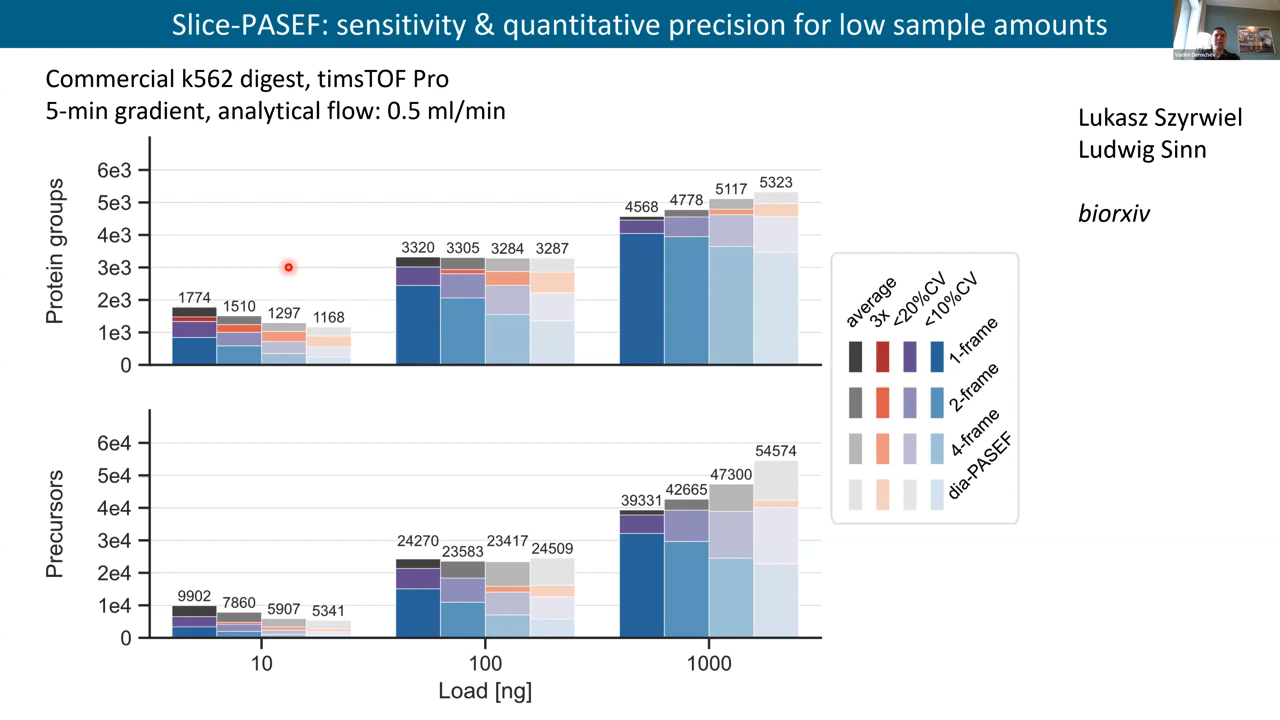 Slice-PASEF: sensitivity & quantitative precision for low sample amounts
Vadim Demichev
Commercial k562 digest, timsTOF Pro
5-min gradient, analytical flow: 0.5 ml/min
Lukasz Szyrwiel
Ludwig Sinn
biorxiv
Protein groups
6e3
5e3
4e3
3e3
2e3
1e3
0
1774
1510
1297
1168
3320
3305
3284
3287
4568
4778
5117
5323
average
3x
<20%CV
<10%CV
1-frame
2-frame
4-frame
dia-PASEF
Precursors
6e4
5e4
4e4
3e4
2e4
1e4
0
9902
7860
5907
5341
24270
23583
23417
24509
39331
42665
47300
54574
10
100
1000
Load [ng]